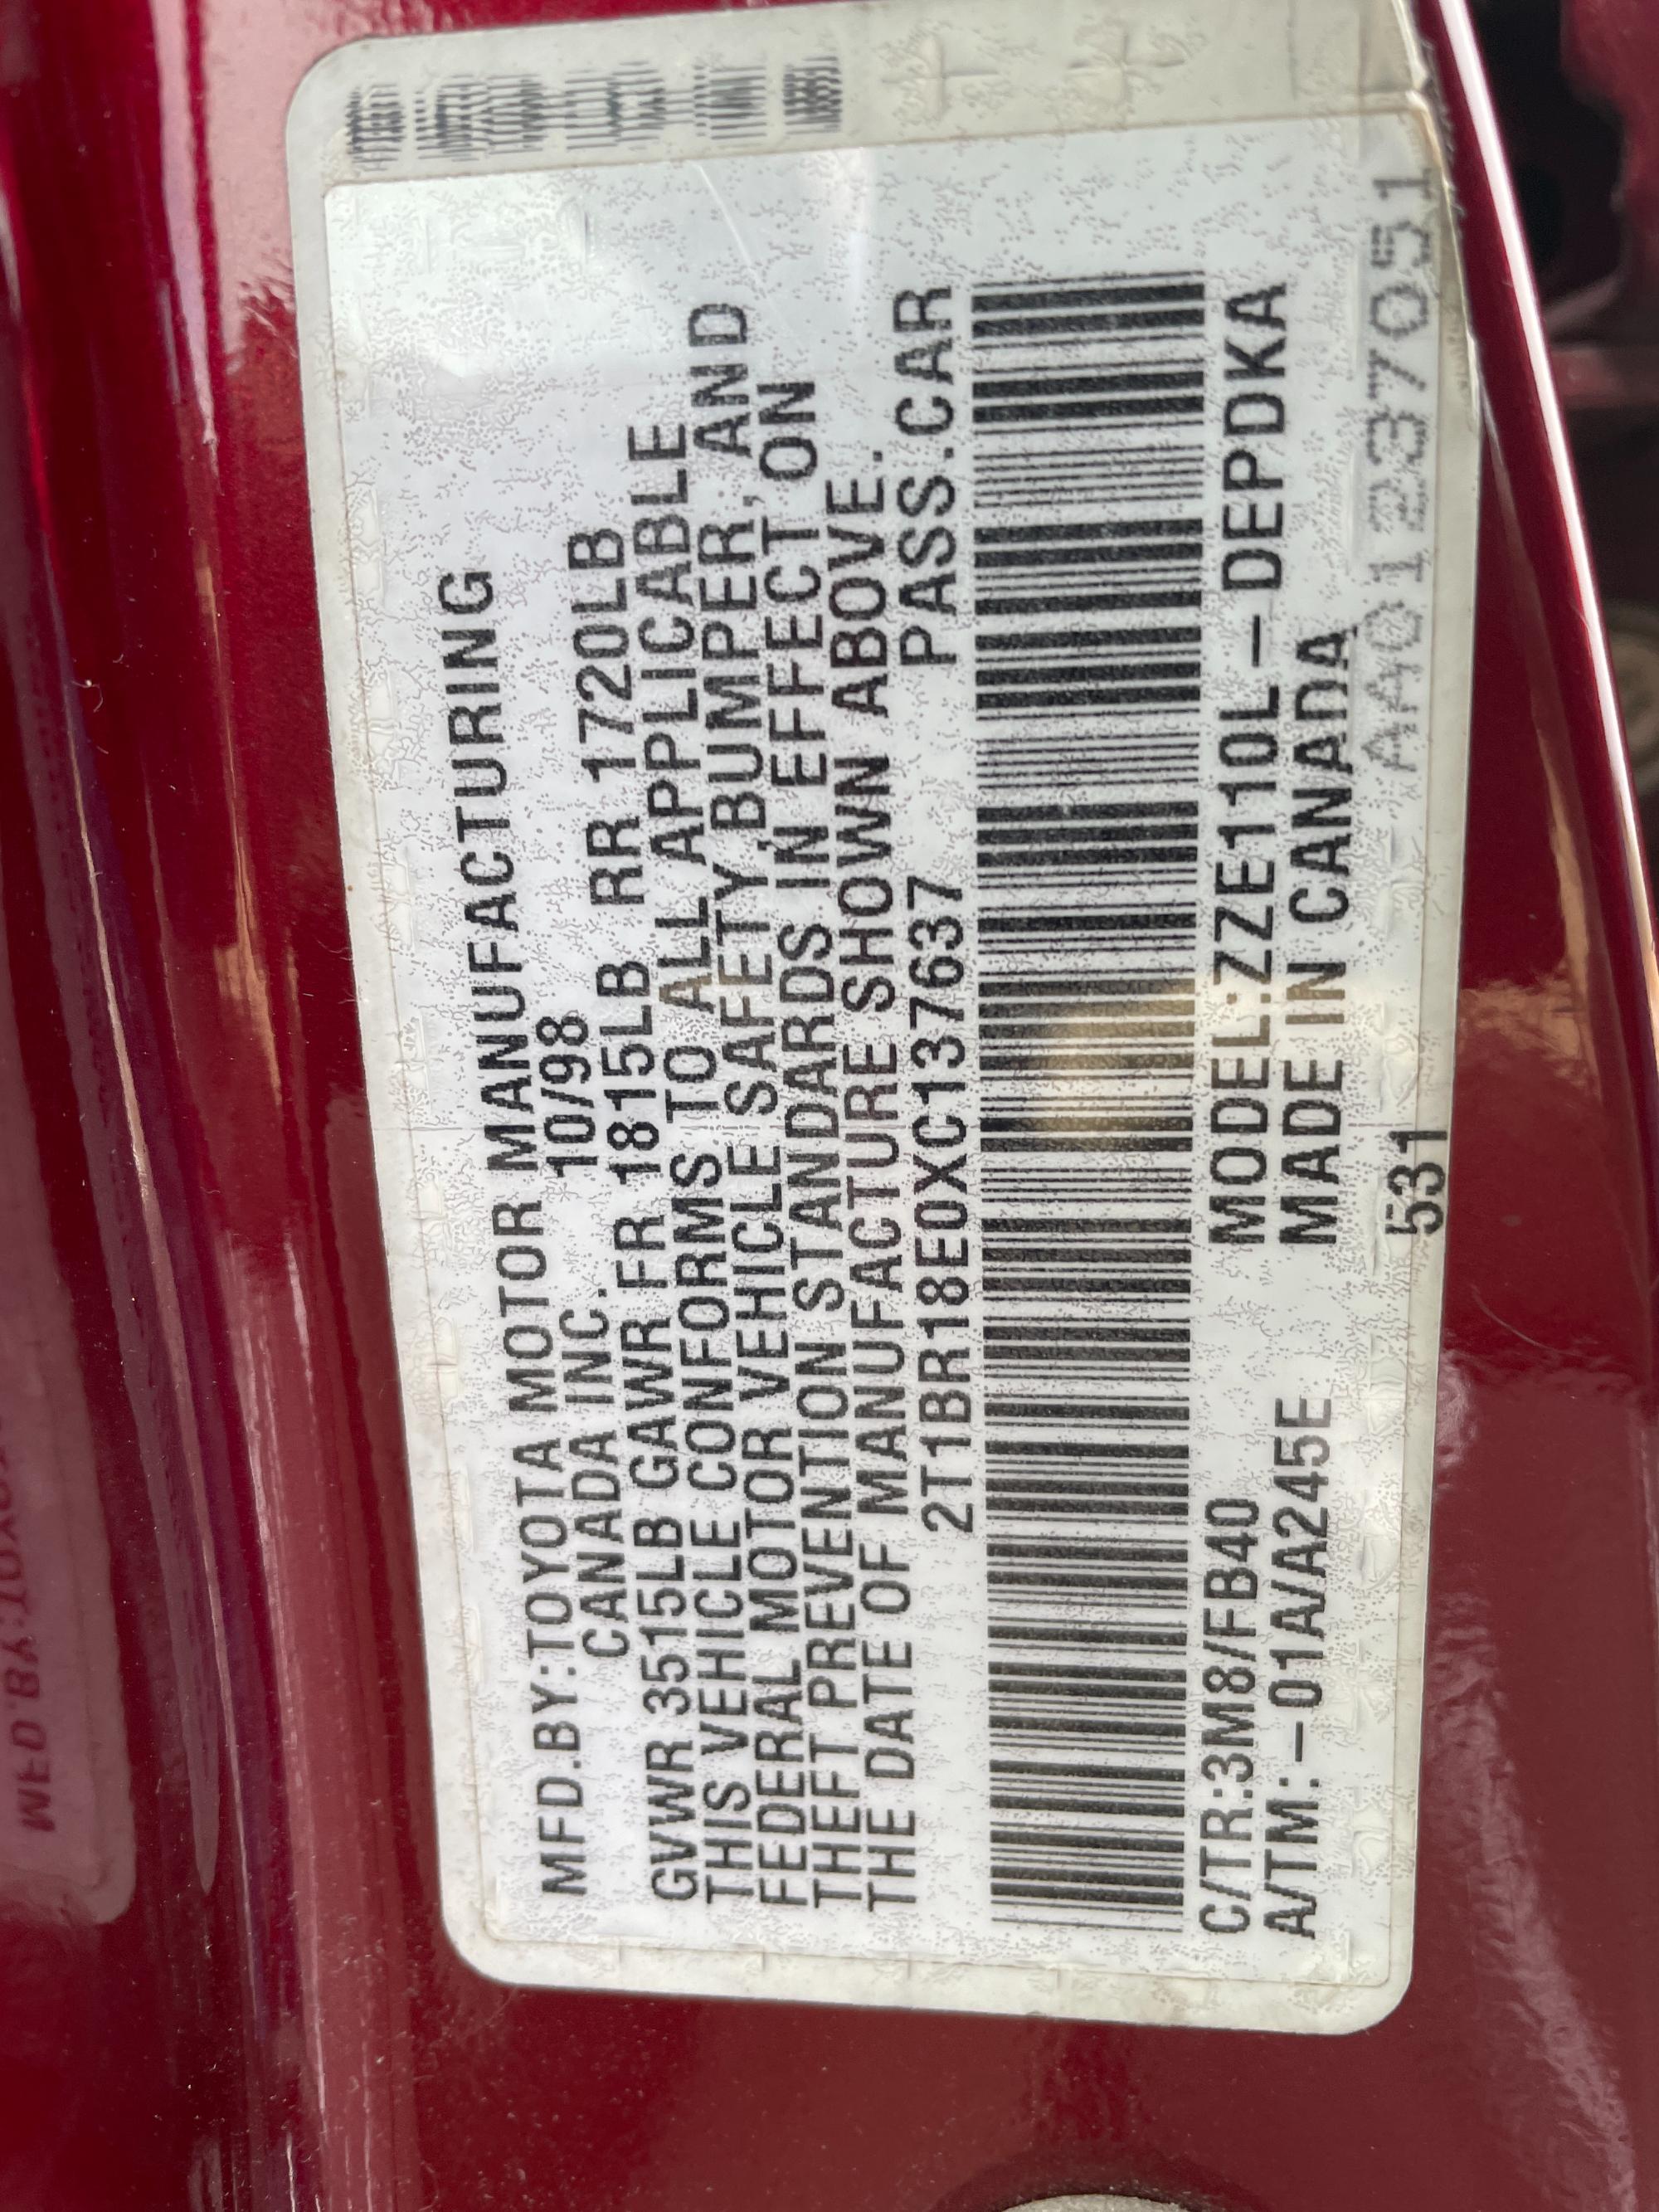 MFD.BY:TOYOTA MOTOR MANUFACTURING
CANADA INC. 10/98
GVWR 3515LB GAWR FR 1815LB RR 1720LB
THIS VEHICLE CONFORMS TO ALL APPLICABLE
FEDERAL MOTOR VEHICLE SAFETY, BUMPER, AND
THEFT PREVENTION STANDARDS IN EFFECT ON
THE DATE OF MANUFACTURE SHOWN ABOVE.
2T1BR18E0XC137637 PASS.CAR
C/TR:3M8/FB40 MODEL:ZZE110L-DEPDKA
A/TM:-01A/A245E MADE IN CANADA
531 AA01237051
MFD.BY:TOYO